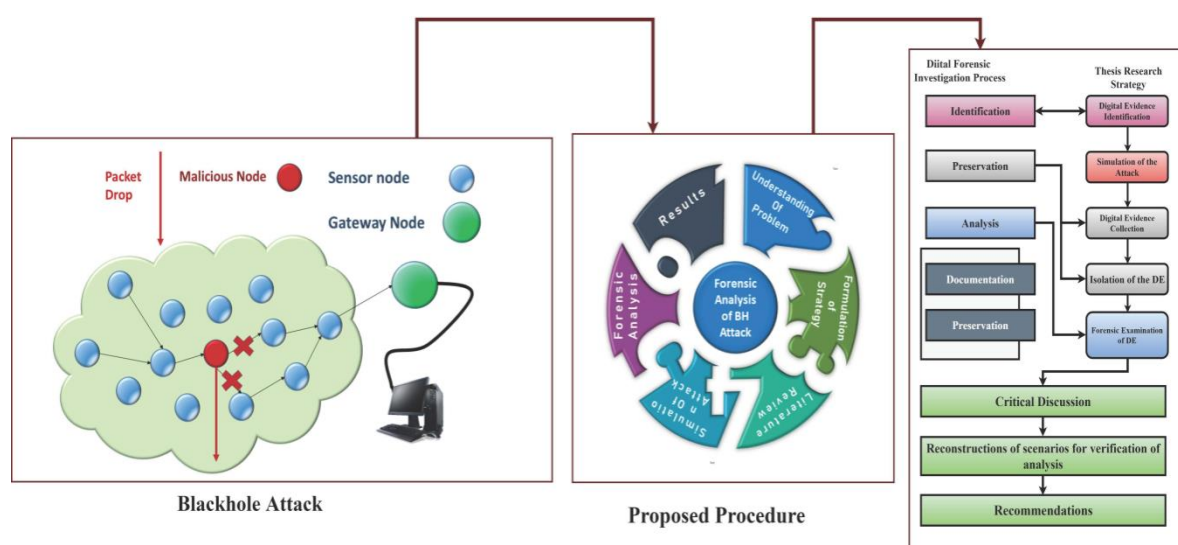 Packet
Drop
Malicious Node
Sensor node
Gateway Node
Blackhole Attack
Results
Understanding
Of
Problem
Formulation
of
Strategy
Literature
Review
Simulatio
n Of
Attack
Forensic
Analysis
Forensic
Analysis
of BH
Attack
Proposed Procedure
Diital Forensic
Investigation Process
Identification
Preservation
Analysis
Documentation
Preservation
Thesis Research
Strategy
Digital Evidence
Identification
Simulation of the
Attack
Digital Evidence
Collection
Isolation of the DE
Forensic Examination
of DE
Critical Discussion
Reconstructions of scenarios for verification of
analysis
Recommendations